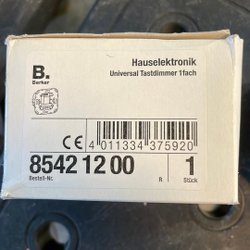 B.
Berker
Hauselektronik
Universal Tastdimmer 1fach
CE
4 011334 375920
8542 12 00
Bestell-Nr.
R
1
Stück